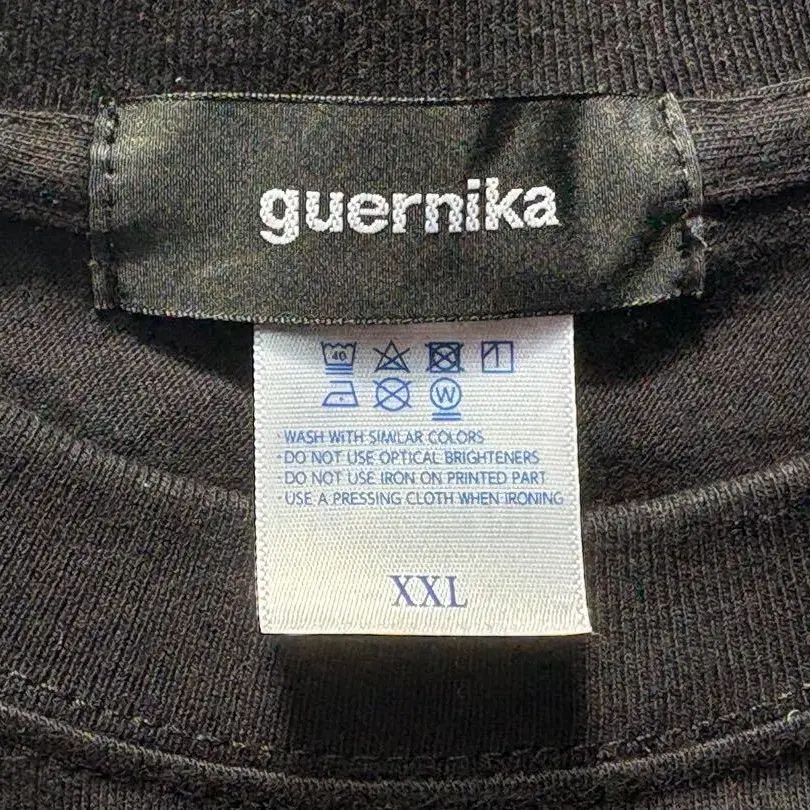 guernika
40
W
·WASH WITH SIMILAR COLORS
·DO NOT USE OPTICAL BRIGHTENERS
·DO NOT USE IRON ON PRINTED PART
·USE A PRESSING CLOTH WHEN IRONING
XXL